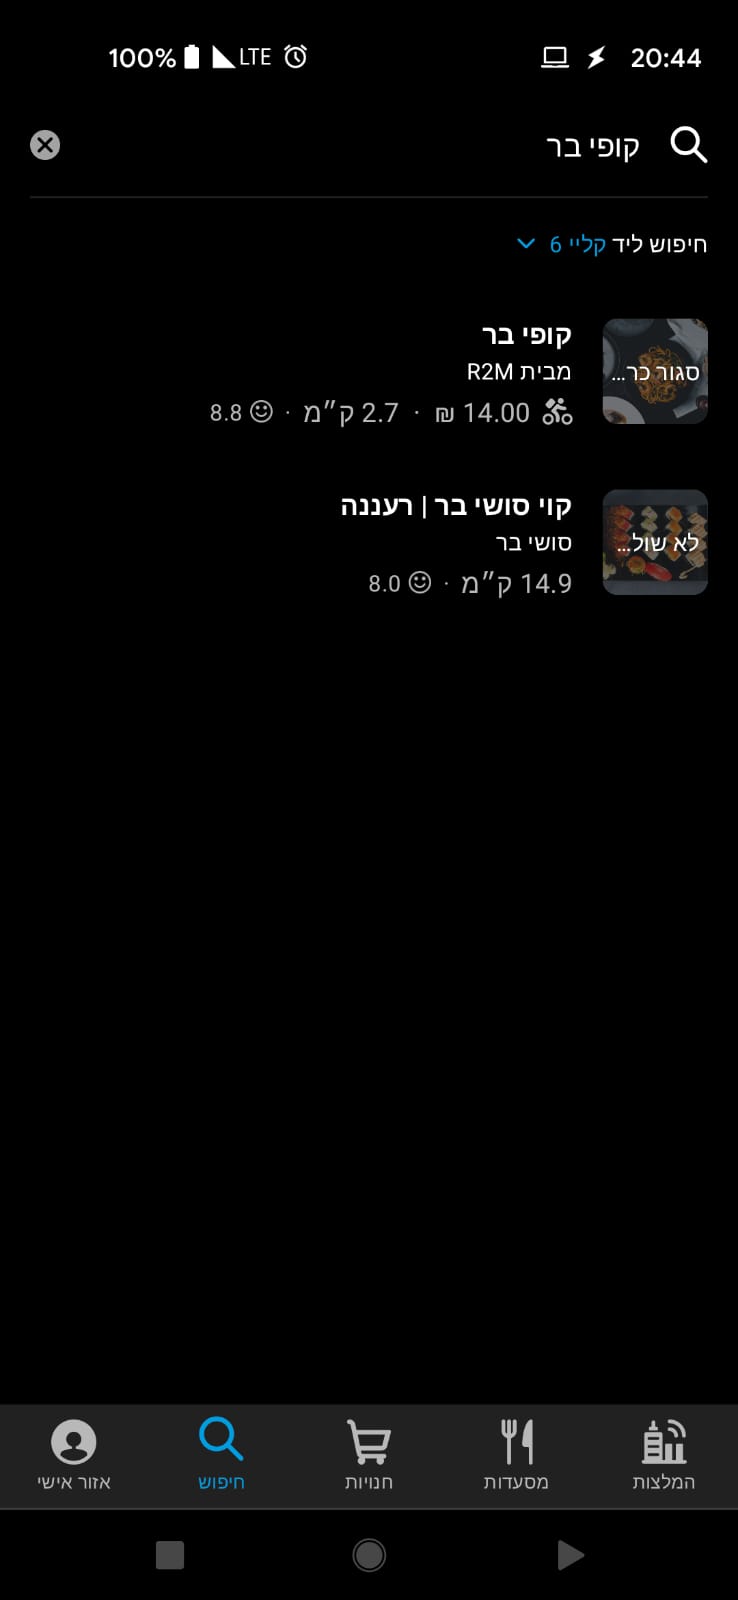 100% LTE 20:44
קופי בר
חיפוש ליד קליי 6
קופי בר
מבית R2M
14.00 ₪ · 2.7 ק״מ · 8.8
סגור כר...
קוי סושי בר | רעננה
סושי בר
14.9 ק״מ · 8.0
לא שול...
המלצות
מסעדות
חנויות
חיפוש
אזור אישי